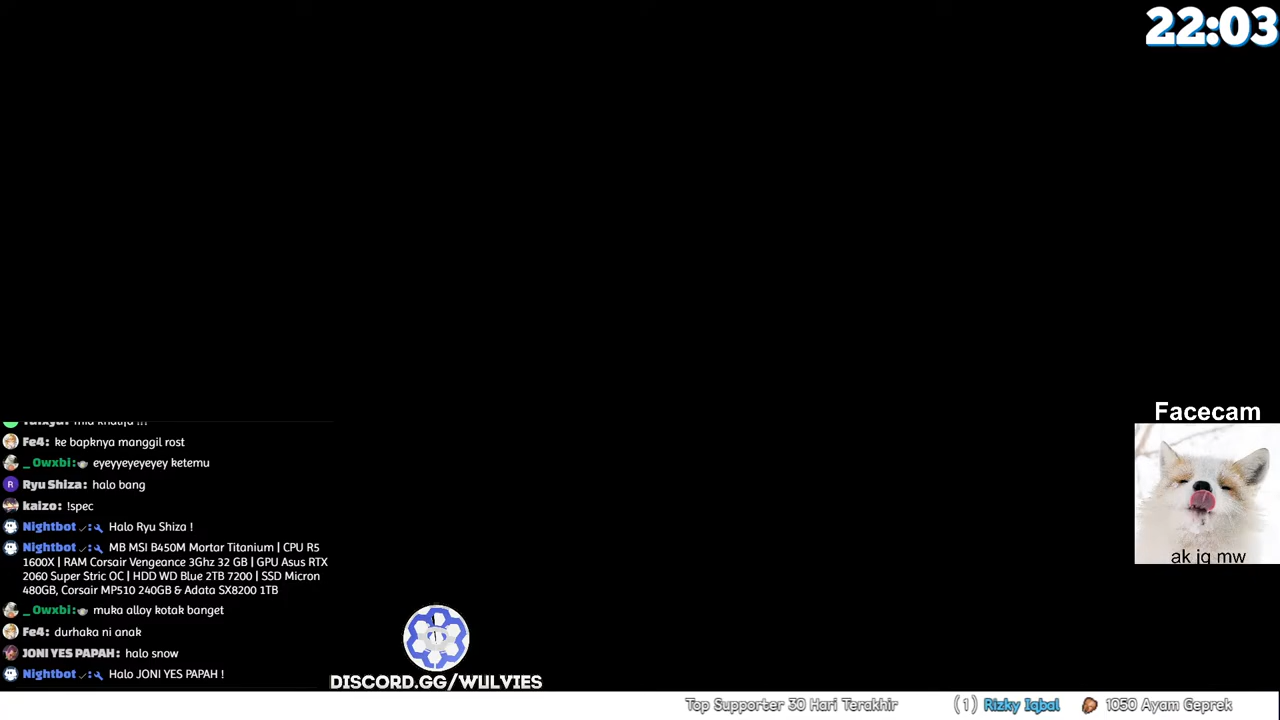 22:03
Fe4: ke bapknya manggil rost
_Owxbi: eyeyyeyeyeyey ketemu
Ryu Shiza: halo bang
kaizo: !spec
Nightbot: Halo Ryu Shiza !
Nightbot: MB MSI B450M Mortar Titanium | CPU R5
1600X | RAM Corsair Vengeance 3Ghz 32 GB | GPU Asus RTX
2060 Super Stric OC | HDD WD Blue 2TB 7200 | SSD Micron
480GB, Corsair MP510 240GB & Adata SX8200 1TB
_Owxbi: muka alloy kotak banget
Fe4: durhaka ni anak
JONI YES PAPAH: halo snow
Nightbot: Halo JONI YES PAPAH !
DISCORD.GG/WULVIES
Facecam
ak jg mw
Top Supporter 30 Hari Terakhir (1) Rizky Iqbal 1050 Ayam Geprek